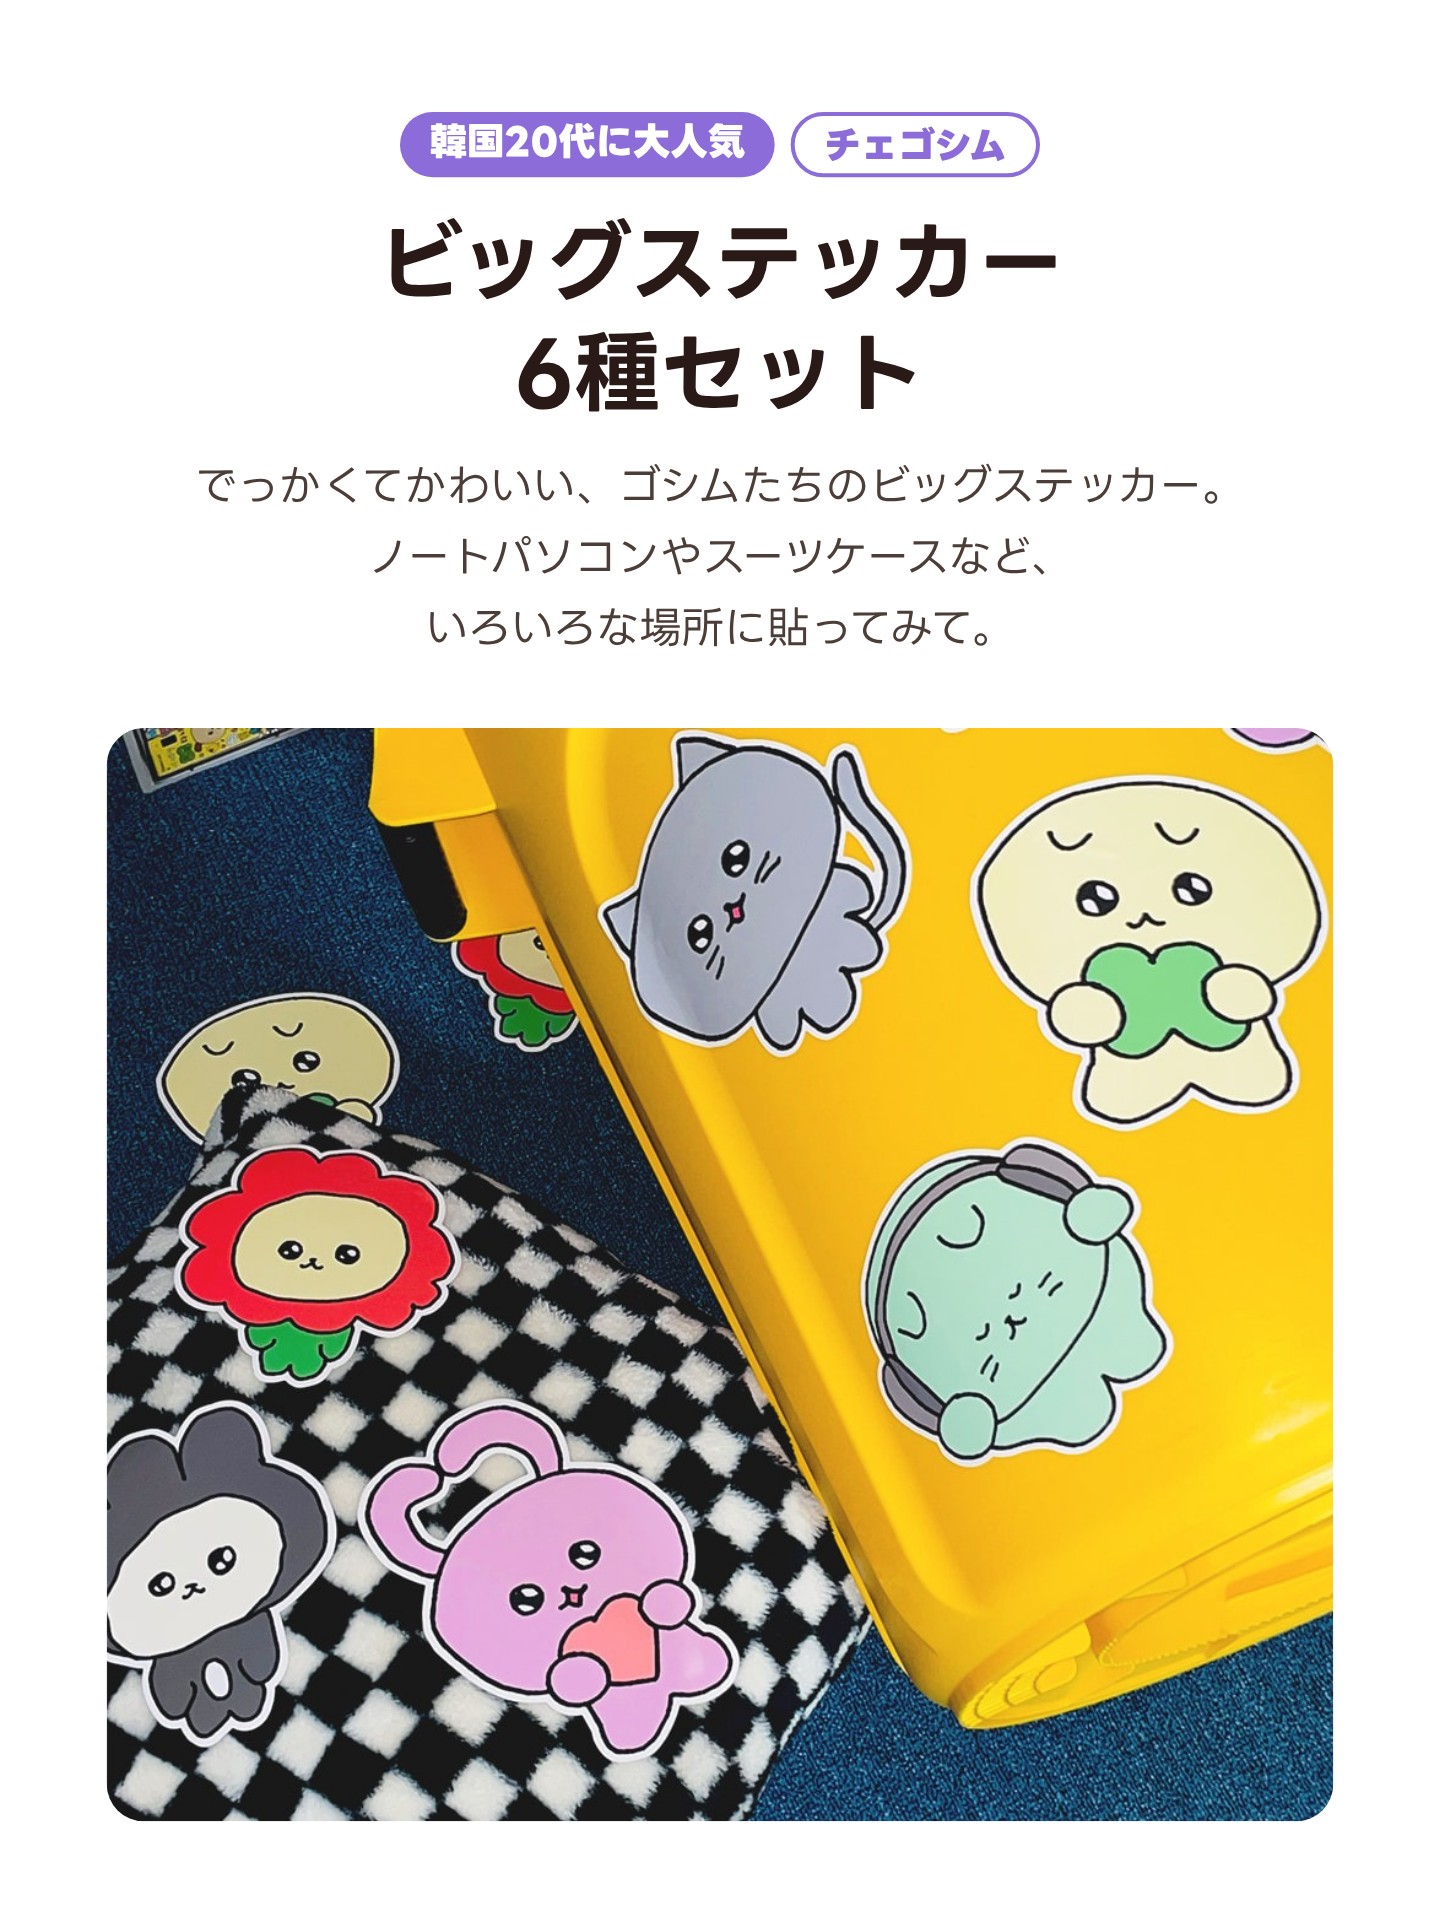 韓国20代に大人気 チェゴシム
ビッグステッカー
6種セット
でっかくてかわいい、ゴシムたちのビッグステッカー。
ノートパソコンやスーツケースなど、
いろいろな場所に貼ってみて。